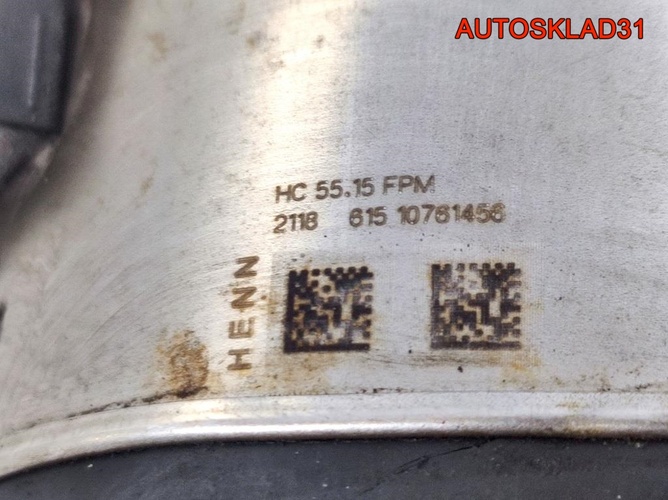 AUTOSKLAD31
HC 55.15 FPM
2118 615 10761456
HENN